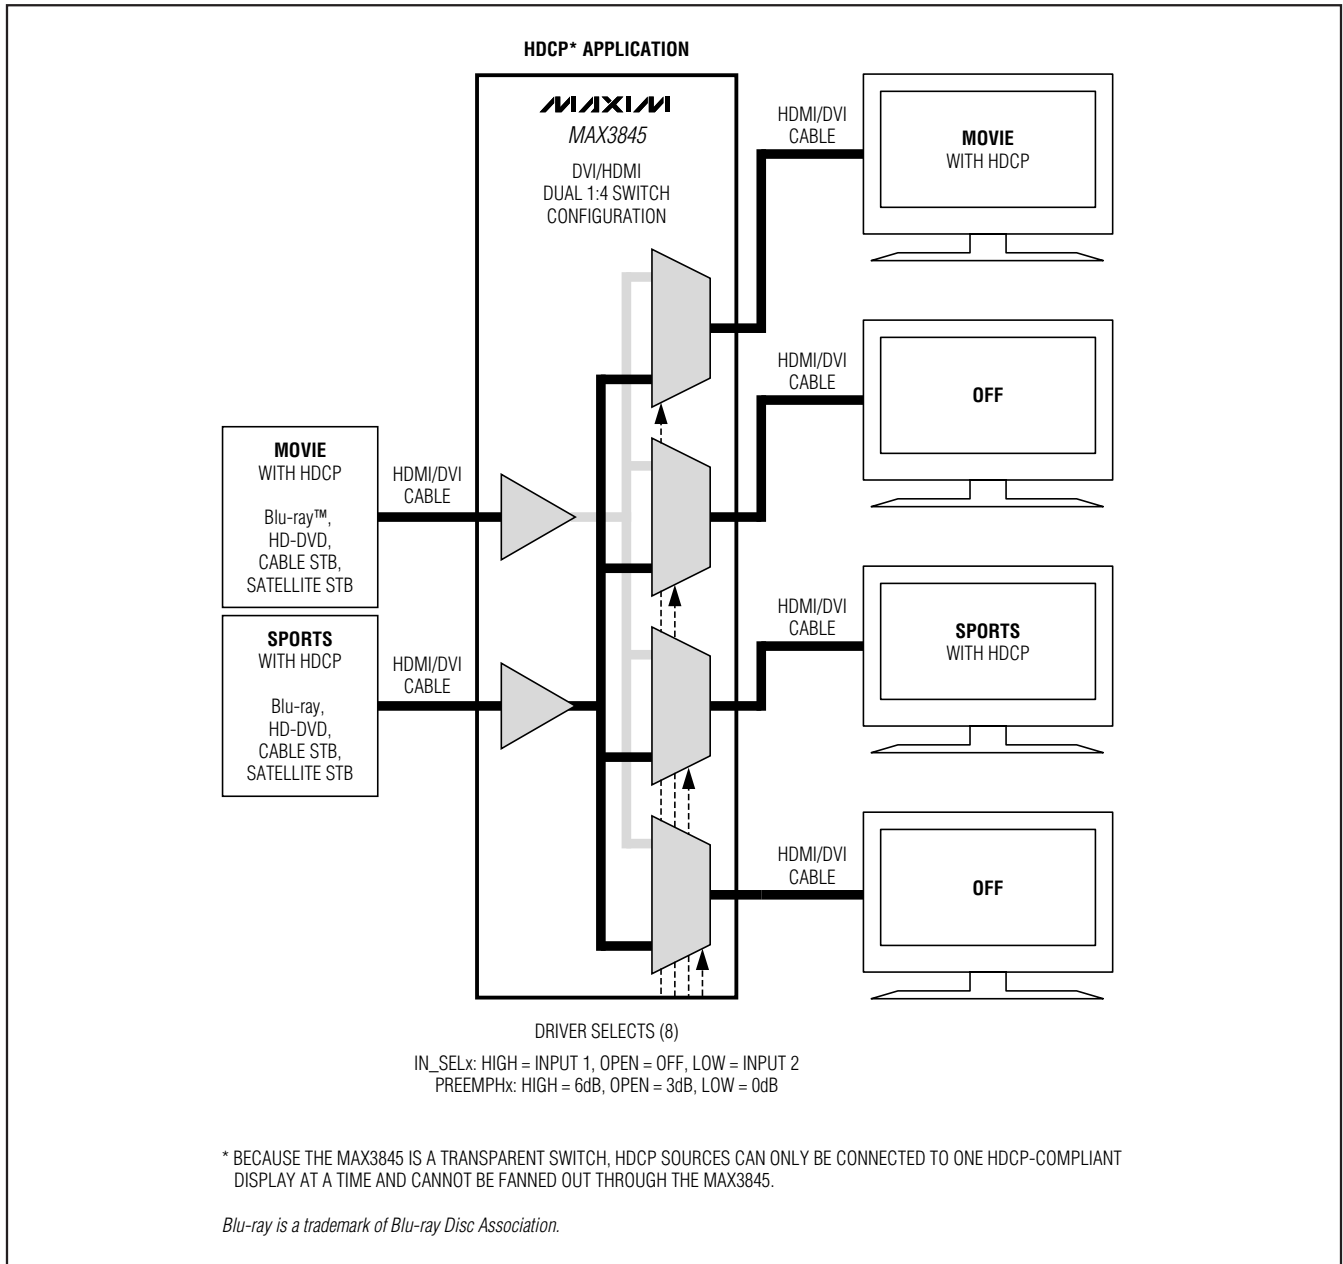 HDCP* APPLICATION
MAXIM
MAX3845
DVI/HDMI
DUAL 1:4 SWITCH
CONFIGURATION
MOVIE
WITH HDCP
Blu-ray™,
HD-DVD,
CABLE STB,
SATELLITE STB
HDMI/DVI
CABLE
SPORTS
WITH HDCP
Blu-ray,
HD-DVD,
CABLE STB,
SATELLITE STB
HDMI/DVI
CABLE
HDMI/DVI
CABLE
MOVIE
WITH HDCP
HDMI/DVI
CABLE
OFF
HDMI/DVI
CABLE
SPORTS
WITH HDCP
HDMI/DVI
CABLE
OFF
DRIVER SELECTS (8)
IN_SELx: HIGH = INPUT 1, OPEN = OFF, LOW = INPUT 2
PREEMPHx: HIGH = 6dB, OPEN = 3dB, LOW = 0dB
* BECAUSE THE MAX3845 IS A TRANSPARENT SWITCH, HDCP SOURCES CAN ONLY BE CONNECTED TO ONE HDCP-COMPLIANT
DISPLAY AT A TIME AND CANNOT BE FANNED OUT THROUGH THE MAX3845.
Blu-ray is a trademark of Blu-ray Disc Association.